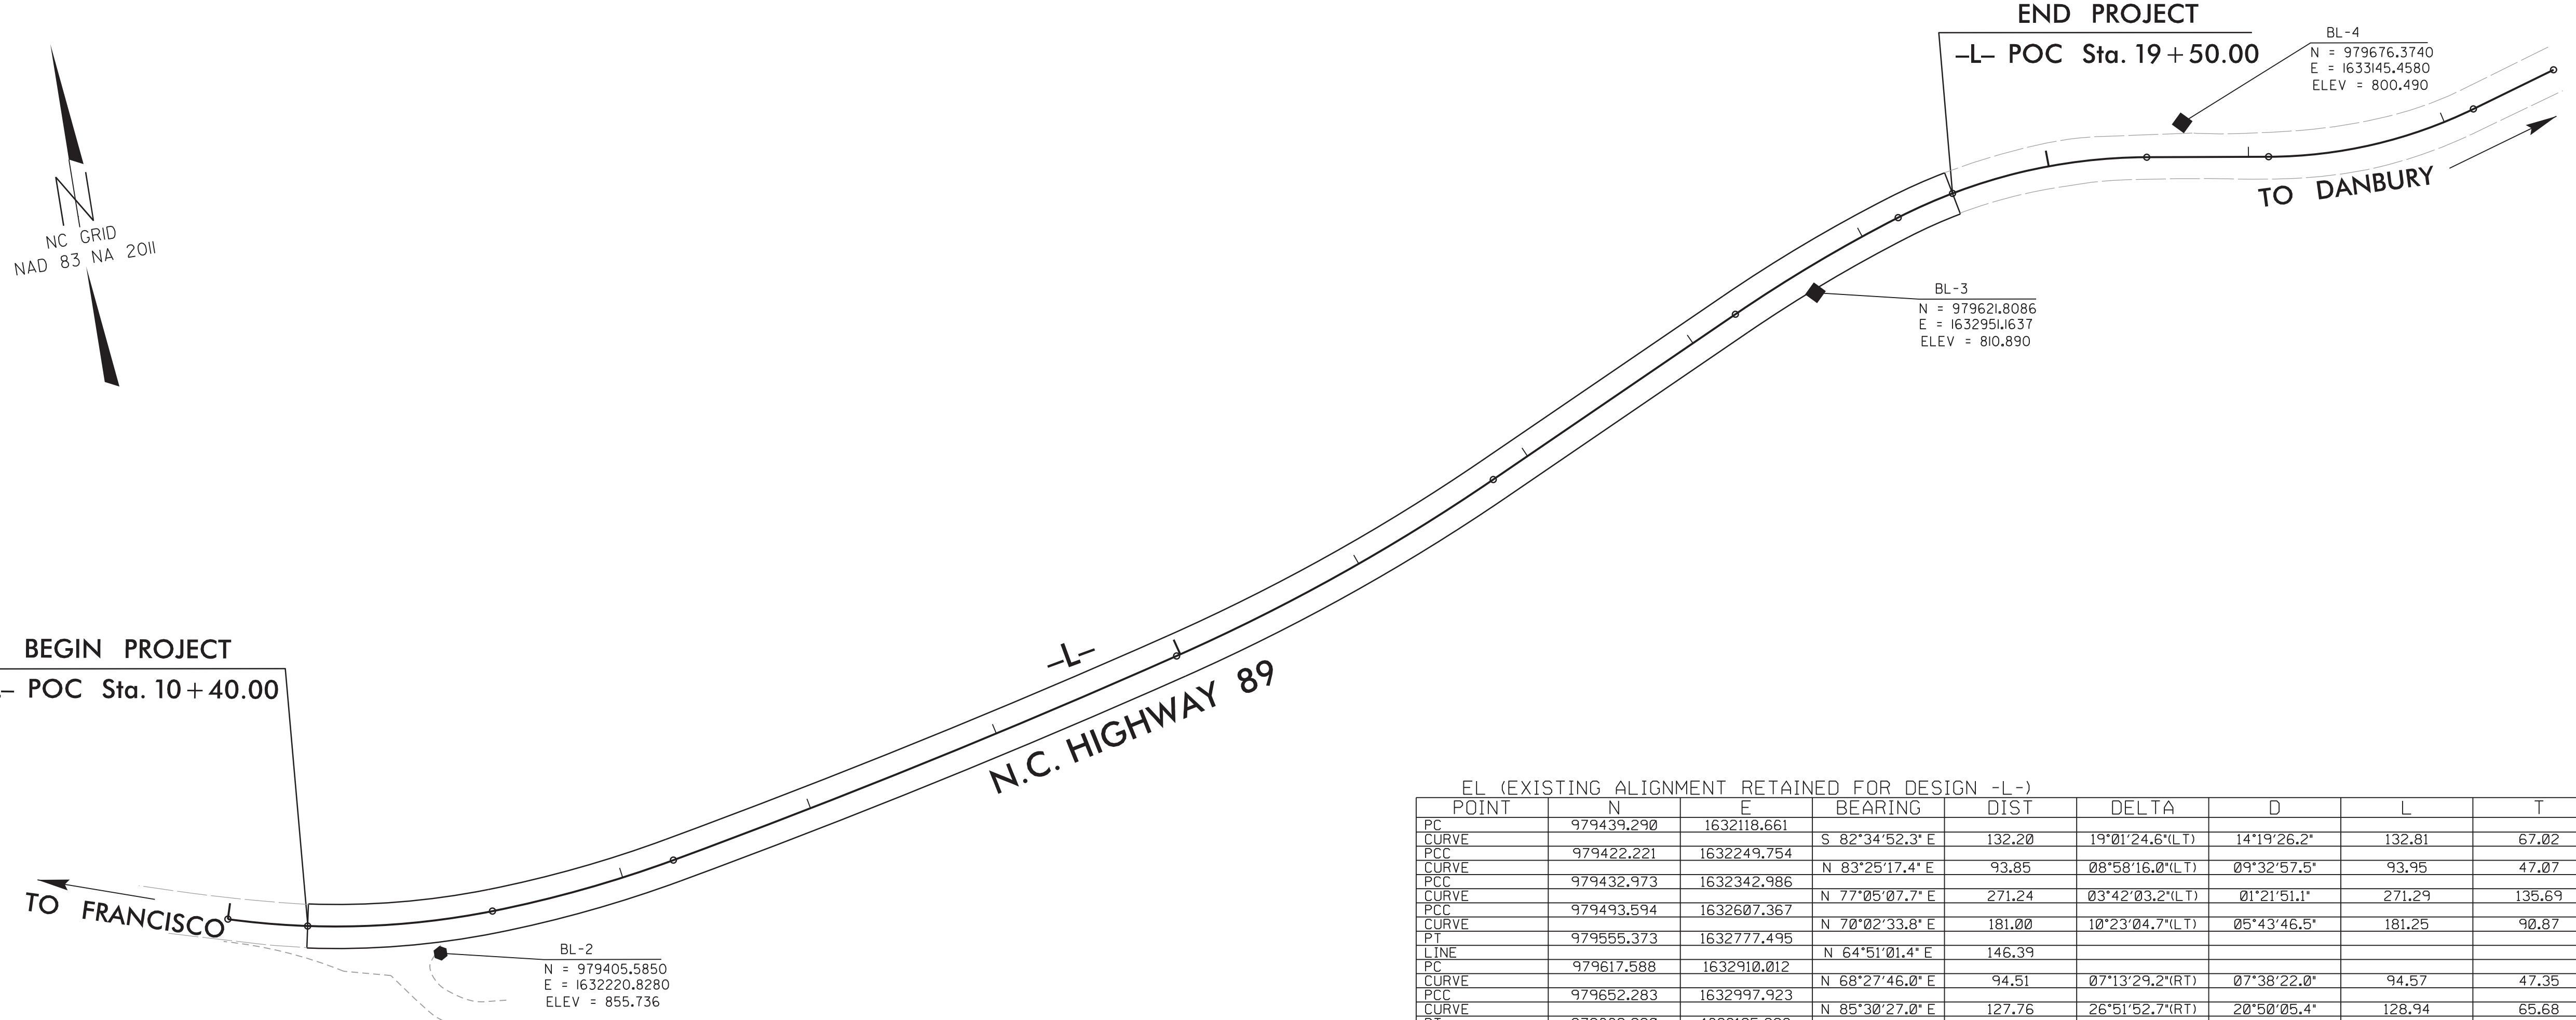 END PROJECT
-L- POC Sta. 19+50.00
BL-4
N = 979676.3740
E = 1633145.4580
ELEV = 800.490
TO DANBURY
N
NC GRID
NAD 83 NA 2011
BL-3
N = 979621.8086
E = 1632951.1637
ELEV = 810.890
-L-
N.C. HIGHWAY 89
BEGIN PROJECT
– POC Sta. 10+40.00
TO FRANCISCO
BL-2
N = 979405.5850
E = 1632220.8280
ELEV = 855.736
EL (EXISTING ALIGNMENT RETAINED FOR DESIGN -L-)
POINT N E BEARING DIST DELTA D L T
PC 979439.290 1632118.661
CURVE S 82°34'52.3" E 132.20 19°01'24.6"(LT) 14°19'26.2" 132.81 67.02
PCC 979422.221 1632249.754
CURVE N 83°25'17.4" E 93.85 08°58'16.0"(LT) 09°32'57.5" 93.95 47.07
PCC 979432.973 1632342.986
CURVE N 77°05'07.7" E 271.24 03°42'03.2"(LT) 01°21'51.1" 271.29 135.69
PCC 979493.594 1632607.367
CURVE N 70°02'33.8" E 181.00 10°23'04.7"(LT) 05°43'46.5" 181.25 90.87
PT 979555.373 1632777.495
LINE N 64°51'01.4" E 146.39
PC 979617.588 1632910.012
CURVE N 68°27'46.0" E 94.51 07°13'29.2"(RT) 07°38'22.0" 94.57 47.35
PCC 979652.283 1632997.923
CURVE N 85°30'27.0" E 127.76 26°51'52.7"(RT) 20°50'05.4" 128.94 65.68